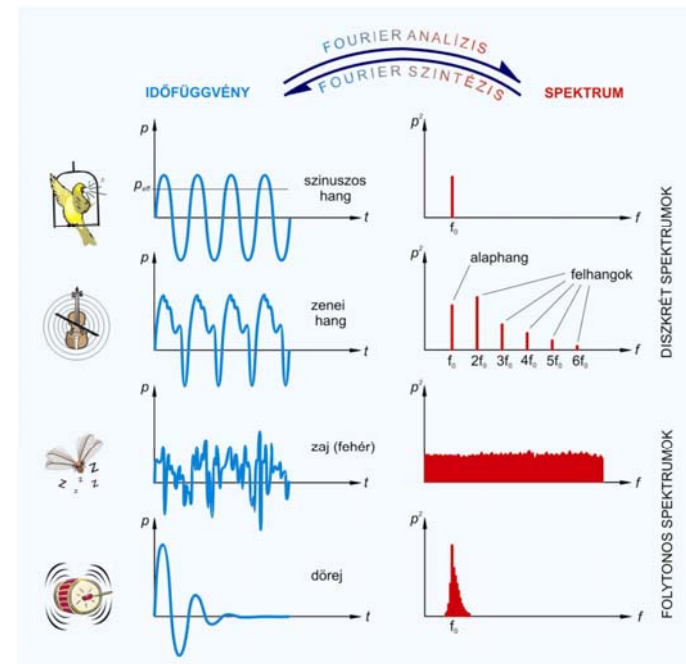 FOURIER ANALÍZIS
FOURIER SZINTÉZIS
IDŐFÜGGVÉNY
SPEKTRUM
p
p_eff
t
szinuszos
hang
p²
f₀
f
p
t
zenei
hang
p²
alaphang
felhangok
f₀ 2f₀ 3f₀ 4f₀ 5f₀ 6f₀
f
DISZKRÉT SPEKTRUMOK
z z z z
p
t
zaj (fehér)
p²
f
p
t
dörej
p²
f₀
f
FOLYTONOS SPEKTRUMOK